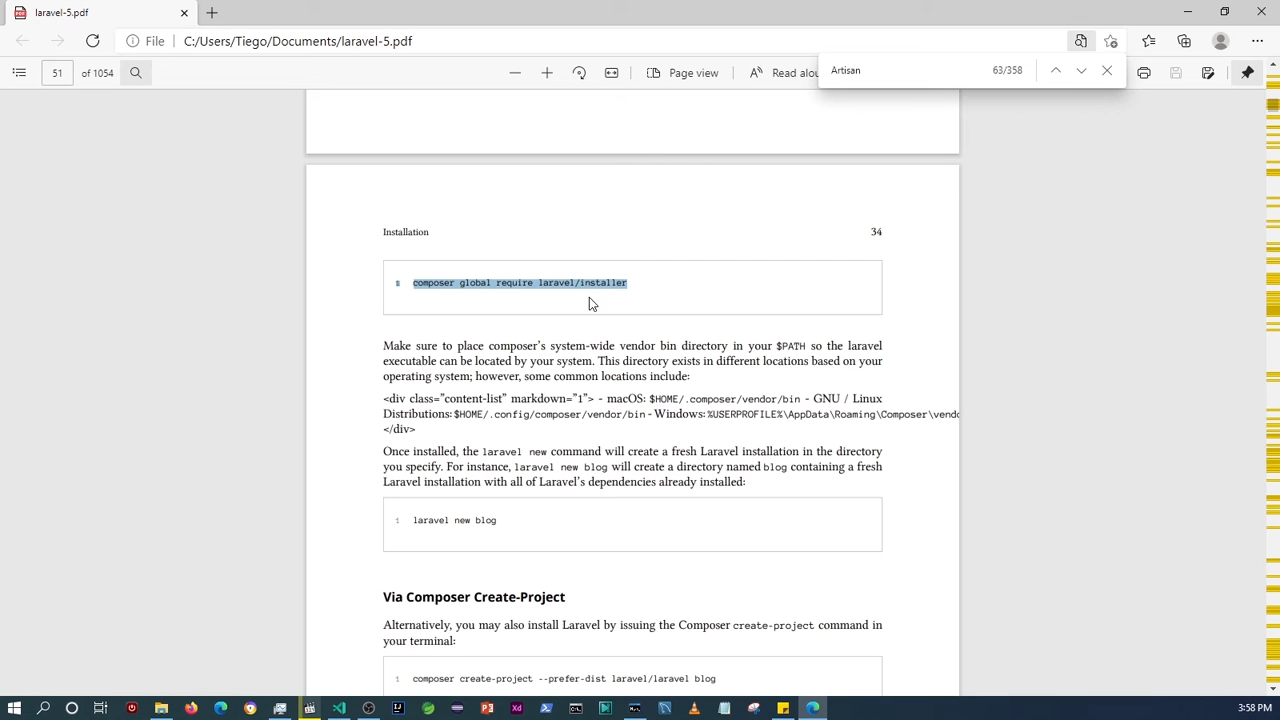 laravel-5.pdf
File
C:/Users/Tiego/Documents/laravel-5.pdf
51 of 1054
Page view
Read alou
Artisan
63/358
Installation
34
1 composer global require laravel/installer
Make sure to place composer’s system-wide vendor bin directory in your $PATH so the laravel
executable can be located by your system. This directory exists in different locations based on your
operating system; however, some common locations include:
<div class=”content-list” markdown=”1”> - macOS: $HOME/.composer/vendor/bin - GNU / Linux
Distributions: $HOME/.config/composer/vendor/bin - Windows: %USERPROFILE%\AppData\Roaming\Composer\vendo
</div>
Once installed, the laravel new command will create a fresh Laravel installation in the directory
you specify. For instance, laravel new blog will create a directory named blog containing a fresh
Laravel installation with all of Laravel’s dependencies already installed:
1 laravel new blog
Via Composer Create-Project
Alternatively, you may also install Laravel by issuing the Composer create-project command in
your terminal:
1 composer create-project --prefer-dist laravel/laravel blog
3:58 PM